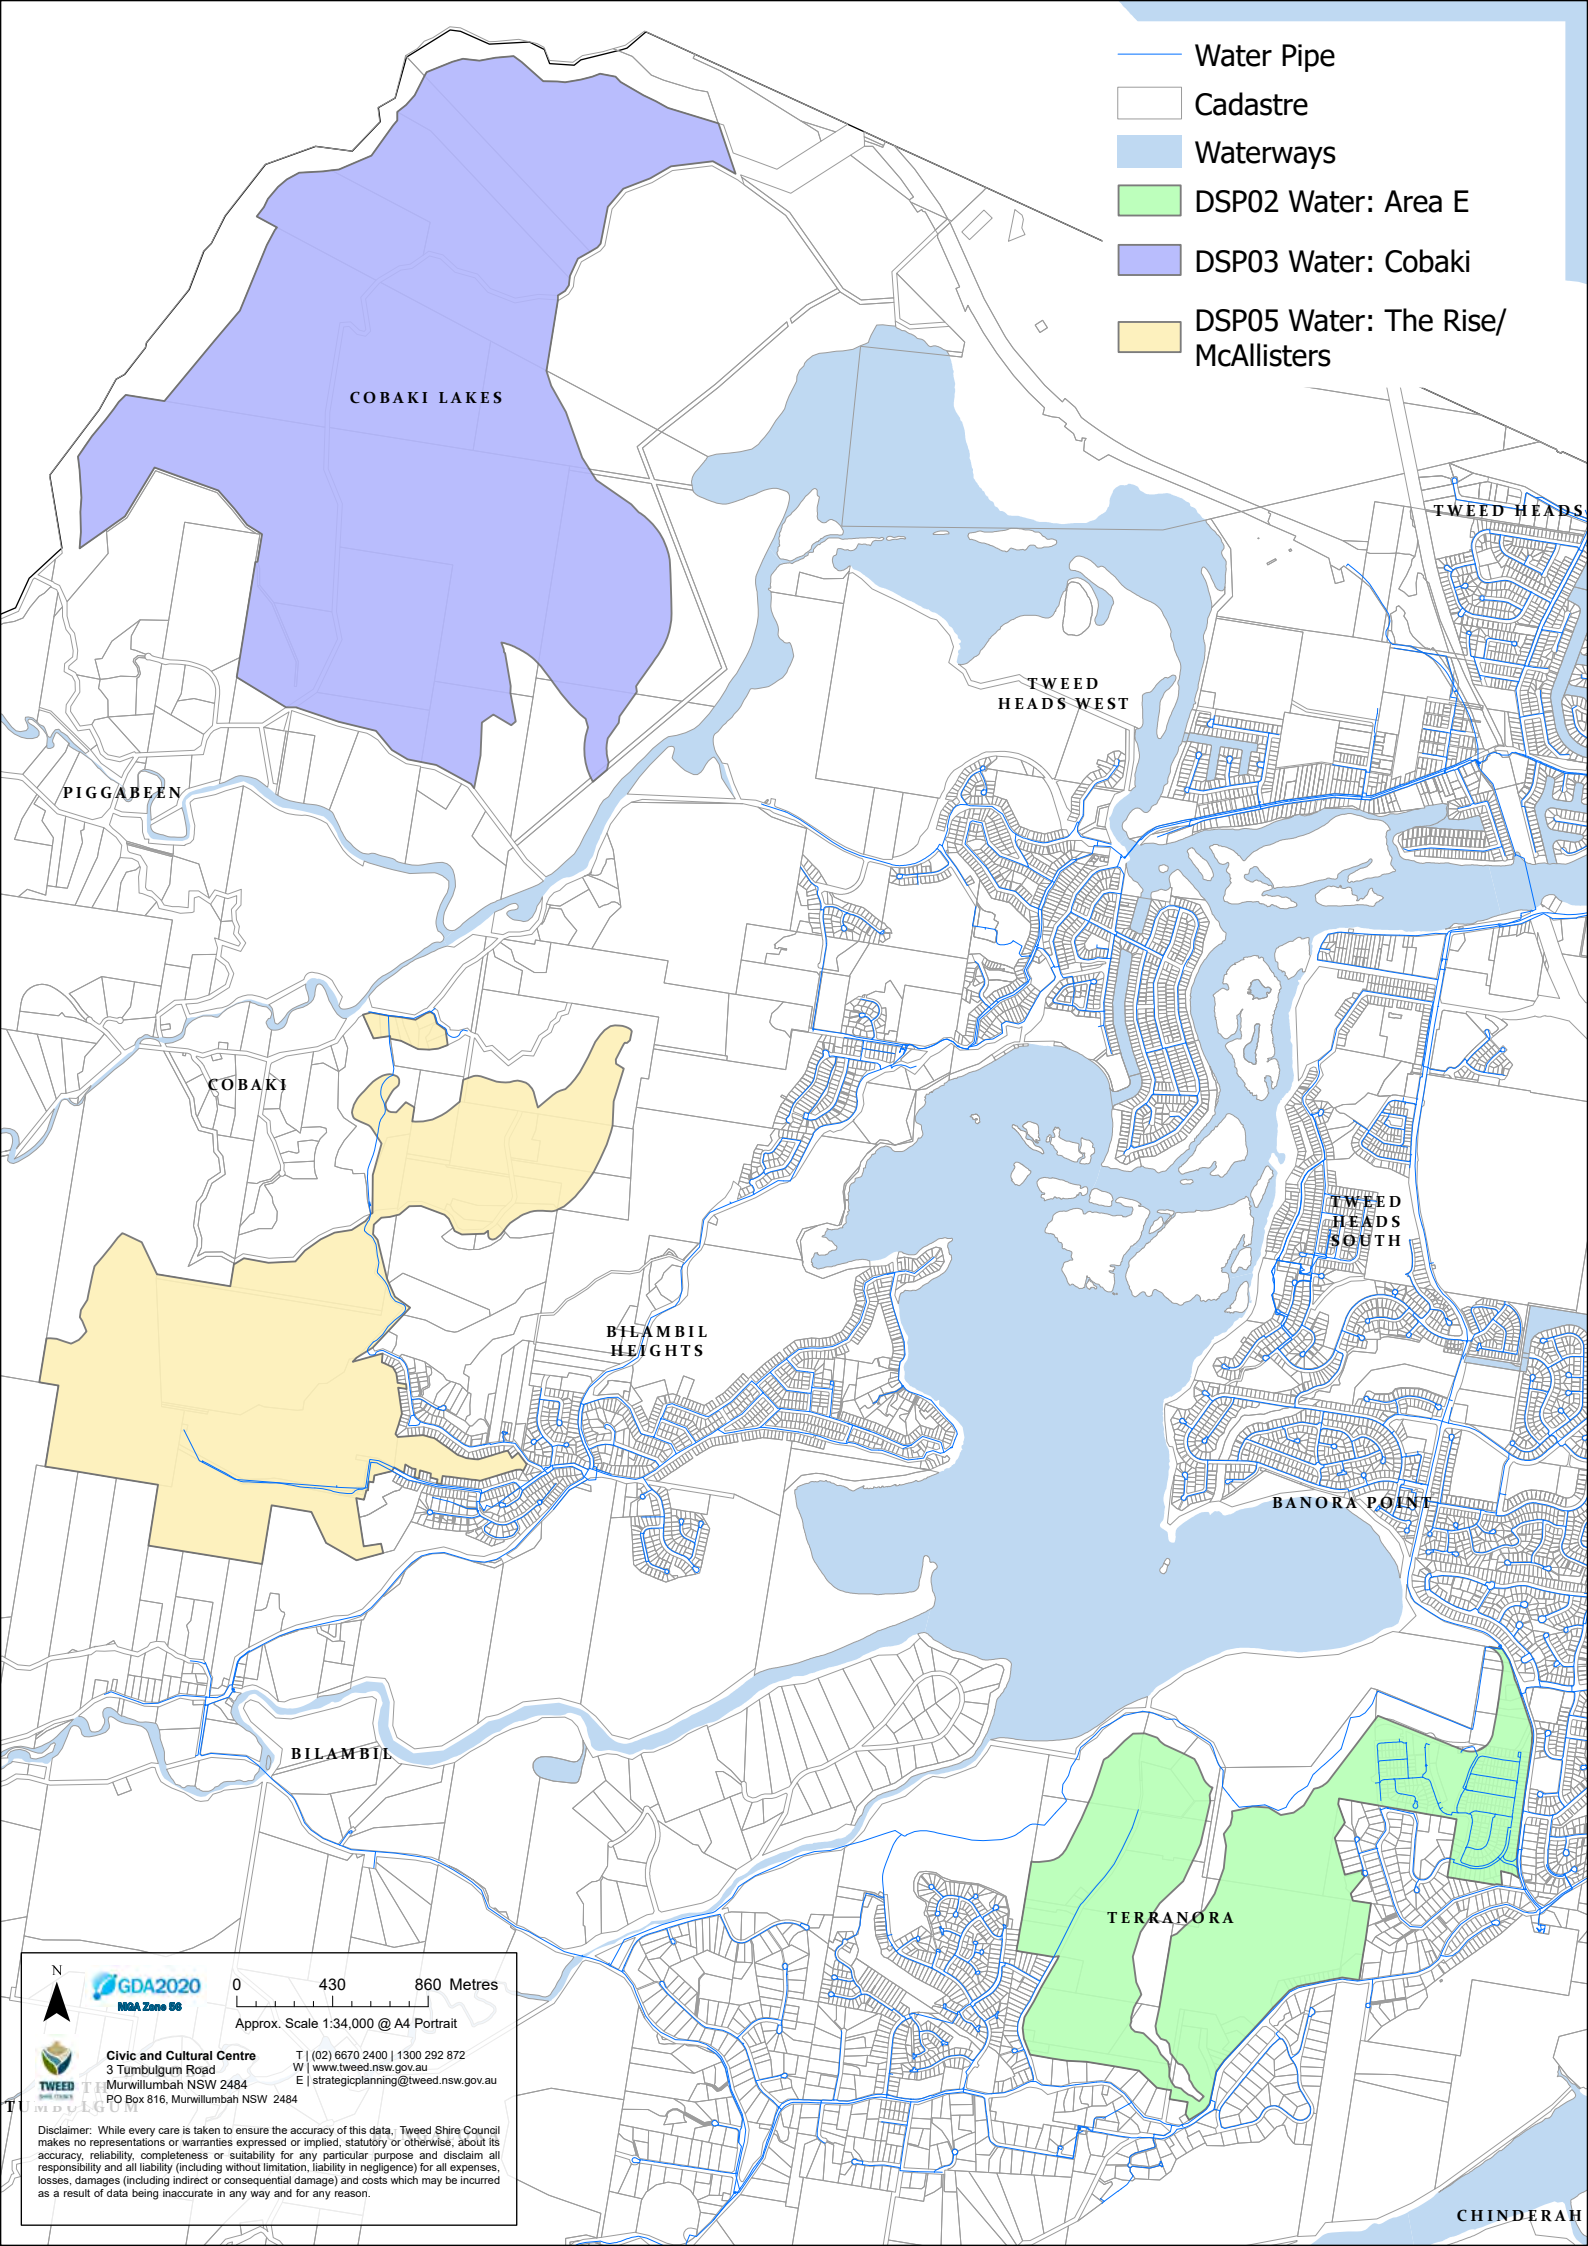 Water Pipe
Cadastre
Waterways
DSP02 Water: Area E
DSP03 Water: Cobaki
DSP05 Water: The Rise/
McAllisters
COBAKI LAKES
TWEED HEADS
TWEED
HEADS WEST
PIGGABEEN
COBAKI
TWEED
HEADS
SOUTH
BILAMBIL
HEIGHTS
BANORA POINT
BILAMBIL
TERRANORA
CHINDERAH
N
GDA2020
MGA Zone 56
0 430 860 Metres
Approx. Scale 1:34,000 @ A4 Portrait
TWEED
SHIRE COUNCIL
Civic and Cultural Centre
3 Tumbulgum Road
Murwillumbah NSW 2484
PO Box 816, Murwillumbah NSW 2484
T | (02) 6670 2400 | 1300 292 872
W | www.tweed.nsw.gov.au
E | strategicplanning@tweed.nsw.gov.au
TUMBULGUM
Disclaimer: While every care is taken to ensure the accuracy of this data, Tweed Shire Council
makes no representations or warranties expressed or implied, statutory or otherwise, about its
accuracy, reliability, completeness or suitability for any particular purpose and disclaim all
responsibility and all liability (including without limitation, liability in negligence) for all expenses,
losses, damages (including indirect or consequential damage) and costs which may be incurred
as a result of data being inaccurate in any way and for any reason.